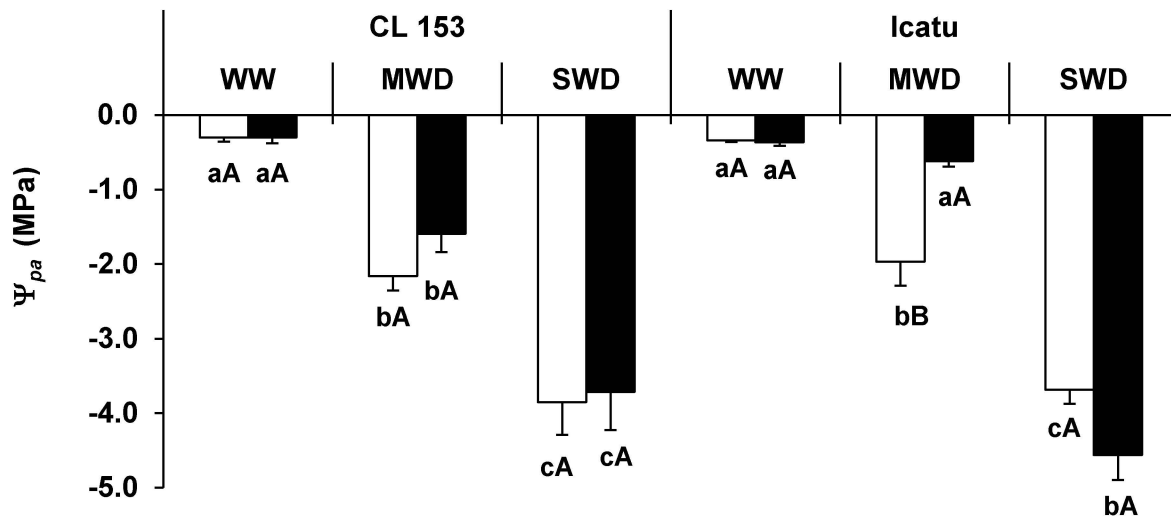 CL 153 Icatu
WW MWD SWD WW MWD SWD
0.0
-1.0
-2.0
-3.0
-4.0
-5.0
Ψpa (MPa)
aA aA bA bA cA cA aA aA bB aA cA bA